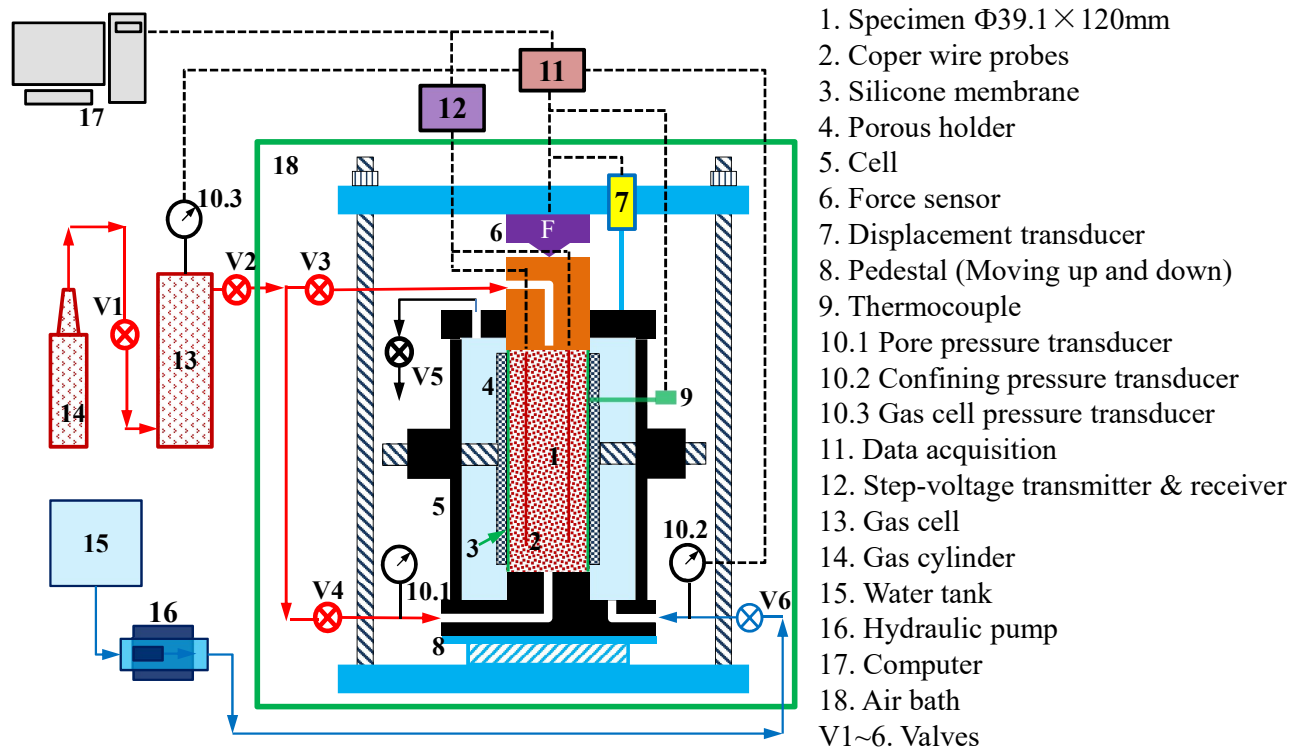 17
11
12
18
10.3
7
6
F
V1
V2
V3
14
13
V5
4
9
1
5
3
2
10.2
15
10.1
V4
V6
16
8
1. Specimen Φ39.1×120mm
2. Coper wire probes
3. Silicone membrane
4. Porous holder
5. Cell
6. Force sensor
7. Displacement transducer
8. Pedestal (Moving up and down)
9. Thermocouple
10.1 Pore pressure transducer
10.2 Confining pressure transducer
10.3 Gas cell pressure transducer
11. Data acquisition
12. Step-voltage transmitter & receiver
13. Gas cell
14. Gas cylinder
15. Water tank
16. Hydraulic pump
17. Computer
18. Air bath
V1~6. Valves